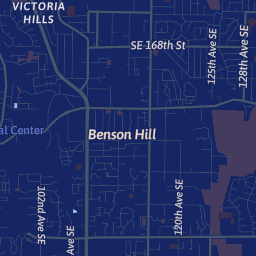 VICTORIA
HILLS
SE 168th St
125th Ave SE
128th Ave SE
al Center
Benson Hill
102nd Ave SE
Ave SE
120th Ave SE